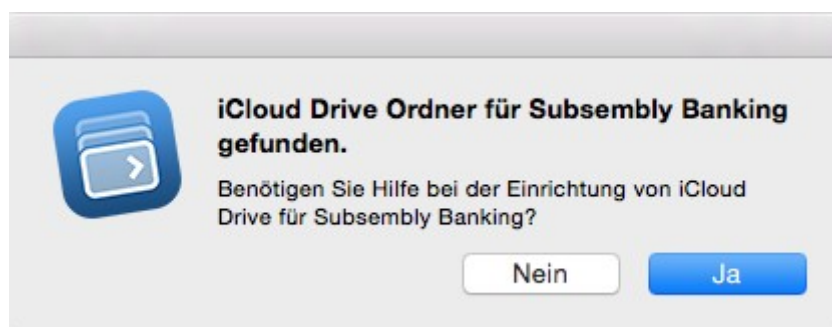 iCloud Drive Ordner für Subsembly Banking
gefunden.
Benötigen Sie Hilfe bei der Einrichtung von iCloud
Drive für Subsembly Banking?
Nein
Ja